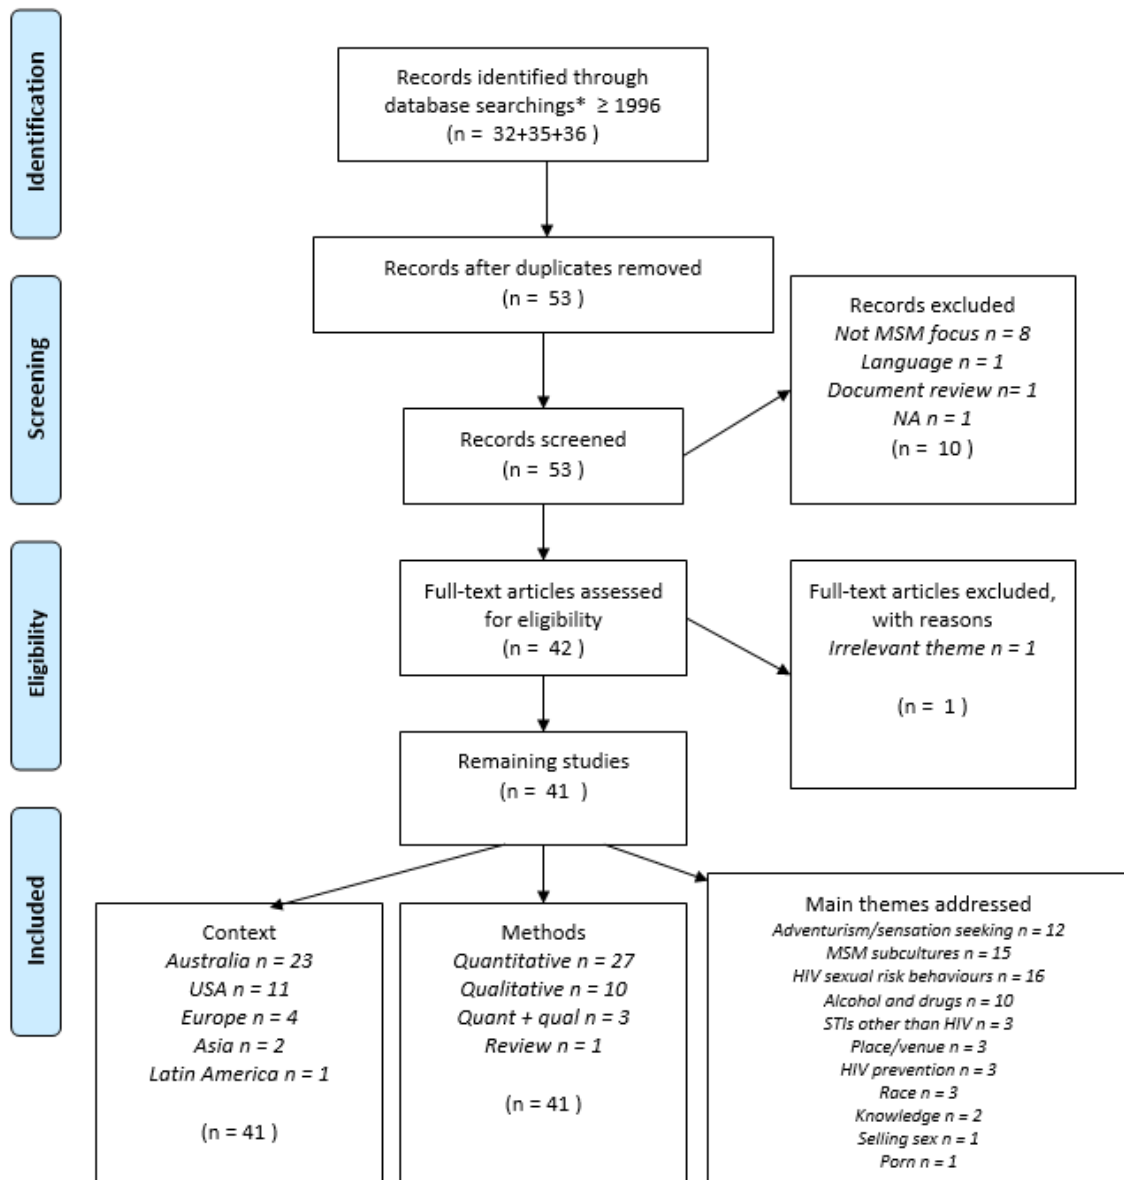 Identification
Records identified through
database searchings* ≥ 1996
(n = 32+35+36 )
Records after duplicates removed
(n = 53 )
Screening
Records screened
(n = 53 )
Records excluded
Not MSM focus n = 8
Language n = 1
Document review n= 1
NA n = 1
(n = 10 )
Eligibility
Full-text articles assessed
for eligibility
(n = 42 )
Full-text articles excluded,
with reasons
Irrelevant theme n = 1
(n = 1 )
Remaining studies
(n = 41 )
Included
Context
Australia n = 23
USA n = 11
Europe n = 4
Asia n = 2
Latin America n = 1
(n = 41 )
Methods
Quantitative n = 27
Qualitative n = 10
Quant + qual n = 3
Review n = 1
(n = 41 )
Main themes addressed
Adventurism/sensation seeking n = 12
MSM subcultures n = 15
HIV sexual risk behaviours n = 16
Alcohol and drugs n = 10
STIs other than HIV n = 3
Place/venue n = 3
HIV prevention n = 3
Race n = 3
Knowledge n = 2
Selling sex n = 1
Porn n = 1